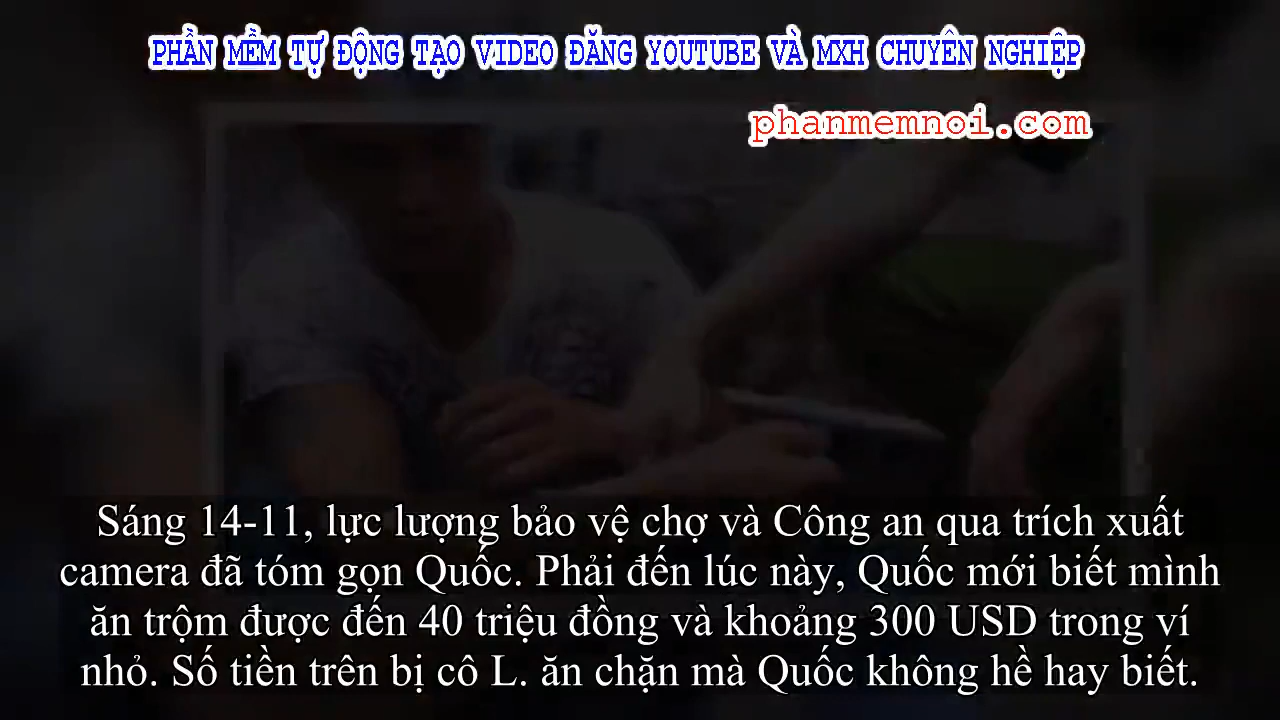 PHẦN MỀM TỰ ĐỘNG TẠO VIDEO ĐĂNG YOUTUBE VÀ MXH CHUYÊN NGHIỆP
phanmemnoi.com
Sáng 14-11, lực lượng bảo vệ chợ và Công an qua trích xuất
camera đã tóm gọn Quốc. Phải đến lúc này, Quốc mới biết mình
ăn trộm được đến 40 triệu đồng và khoảng 300 USD trong ví
nhỏ. Số tiền trên bị cô L. ăn chặn mà Quốc không hề hay biết.